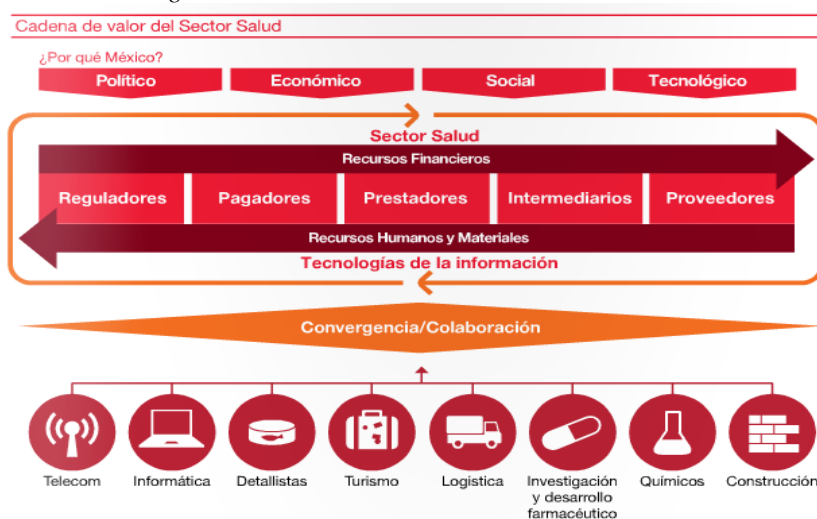 Cadena de valor del Sector Salud
¿Por qué México?
Político Económico Social Tecnológico
Sector Salud
Recursos Financieros
Reguladores Pagadores Prestadores Intermediarios Proveedores
Recursos Humanos y Materiales
Tecnologías de la información
Convergencia/Colaboración
Telecom Informática Detallistas Turismo Logistica Investigación Químicos Construcción
y desarrollo
farmacéutico